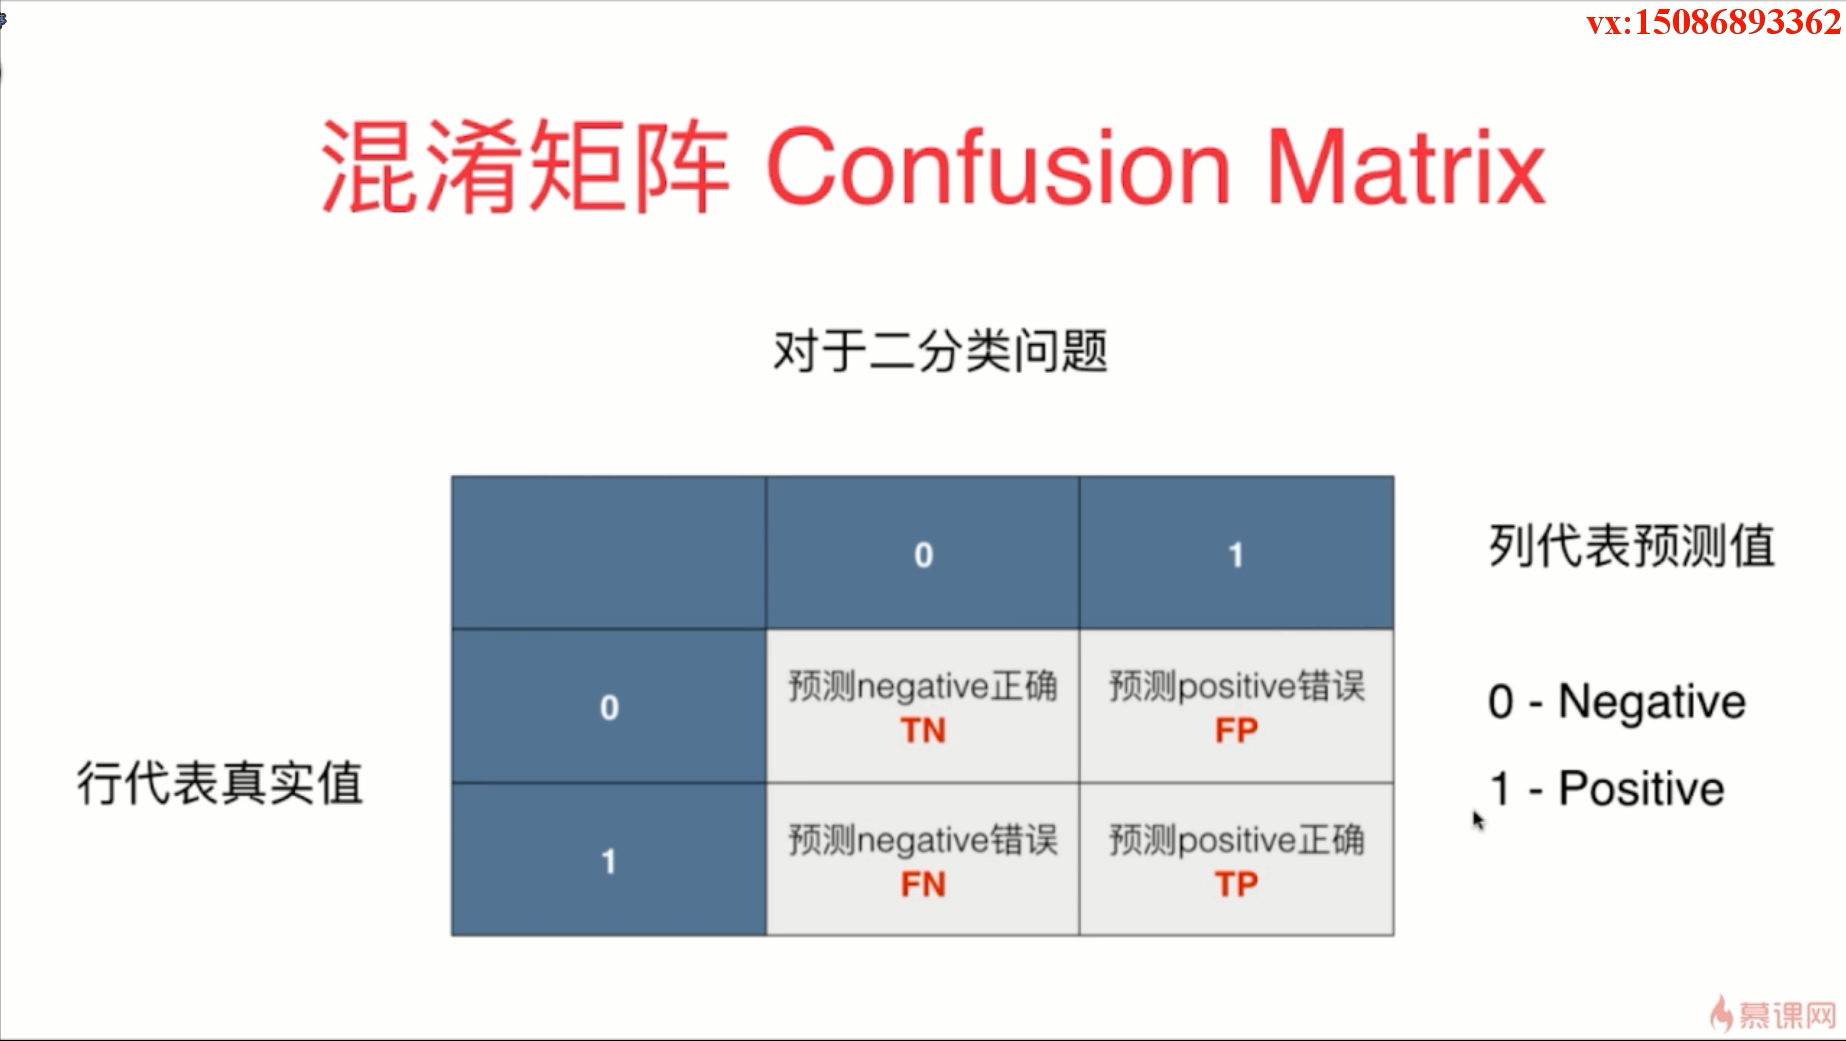 vx:15086893362
混淆矩阵 Confusion Matrix
对于二分类问题
0 1
列代表预测值
0
预测negative正确
TN
预测positive错误
FP
0 - Negative
行代表真实值
1 - Positive
1
预测negative错误
FN
预测positive正确
TP
慕课网